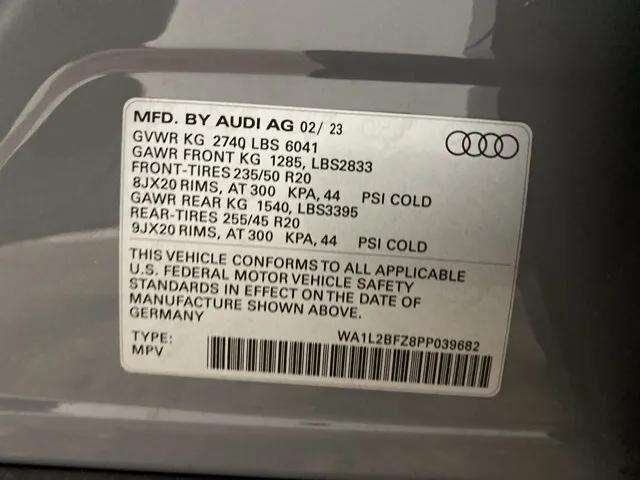 MFD. BY AUDI AG 02/ 23
GVWR KG 2740 LBS 6041
GAWR FRONT KG 1285, LBS2833
FRONT-TIRES 235/50 R20
8JX20 RIMS, AT 300 KPA, 44 PSI COLD
GAWR REAR KG 1540, LBS3395
REAR-TIRES 255/45 R20
9JX20 RIMS, AT 300 KPA, 44 PSI COLD
THIS VEHICLE CONFORMS TO ALL APPLICABLE
U.S. FEDERAL MOTOR VEHICLE SAFETY
STANDARDS IN EFFECT ON THE DATE OF
MANUFACTURE SHOWN ABOVE.
GERMANY
WA1L2BFZ8PP039682
TYPE:
MPV